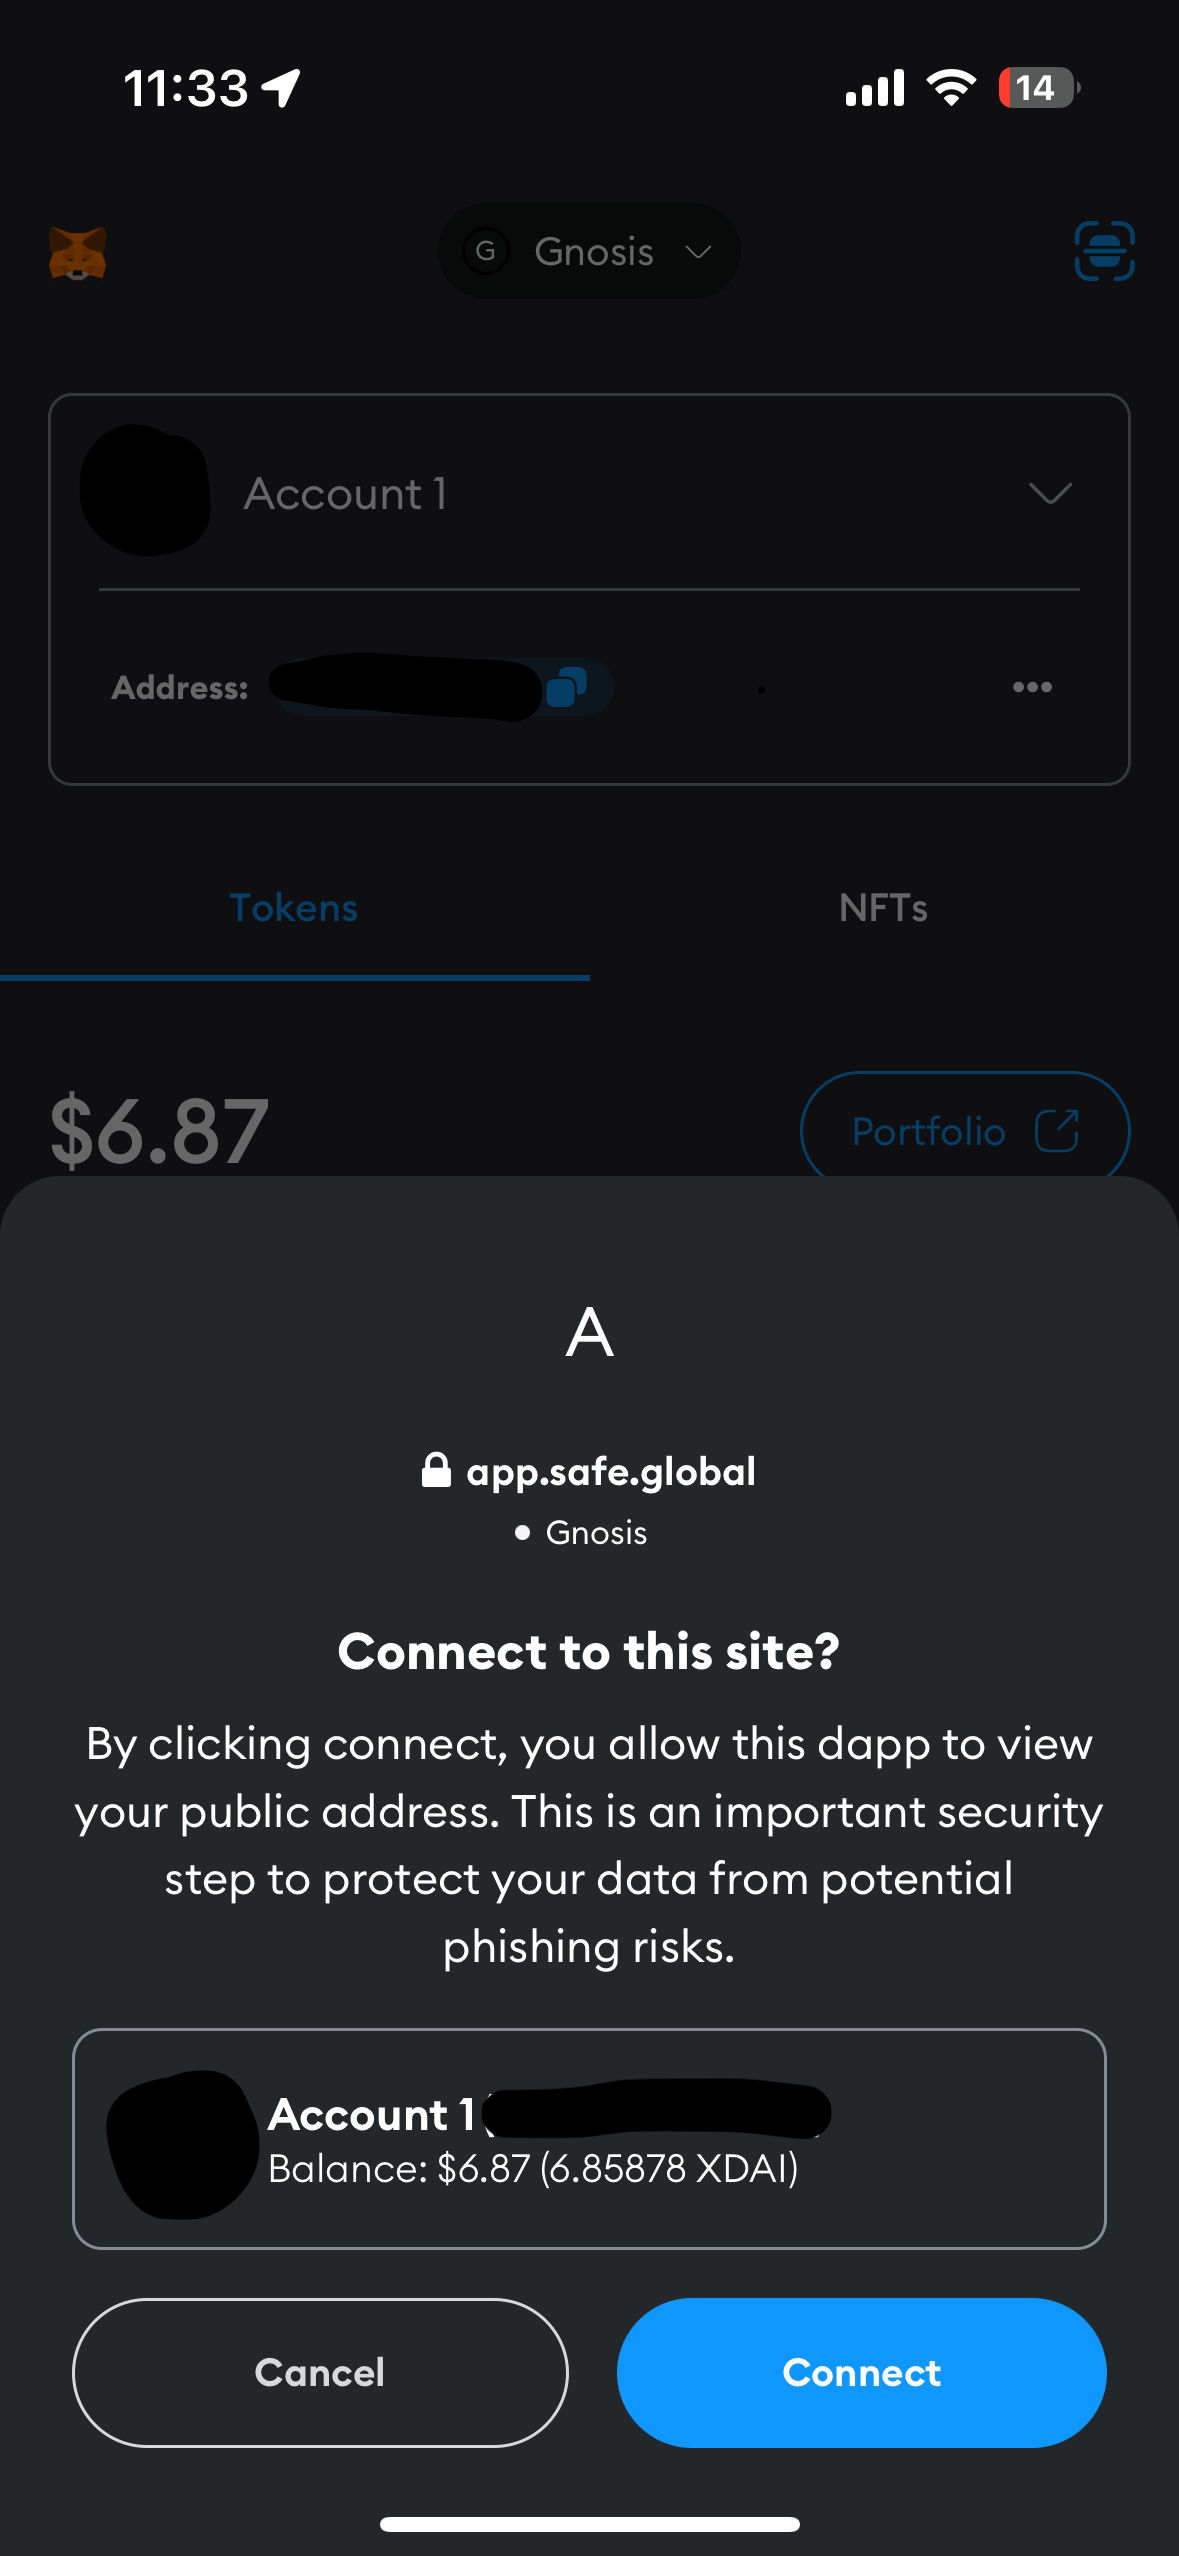 11:33
14
G Gnosis
Account 1
Address:
Tokens
NFTs
$6.87
Portfolio
A
app.safe.global
Gnosis
Connect to this site?
By clicking connect, you allow this dapp to view
your public address. This is an important security
step to protect your data from potential
phishing risks.
Account 1
Balance: $6.87 (6.85878 XDAI)
Cancel
Connect